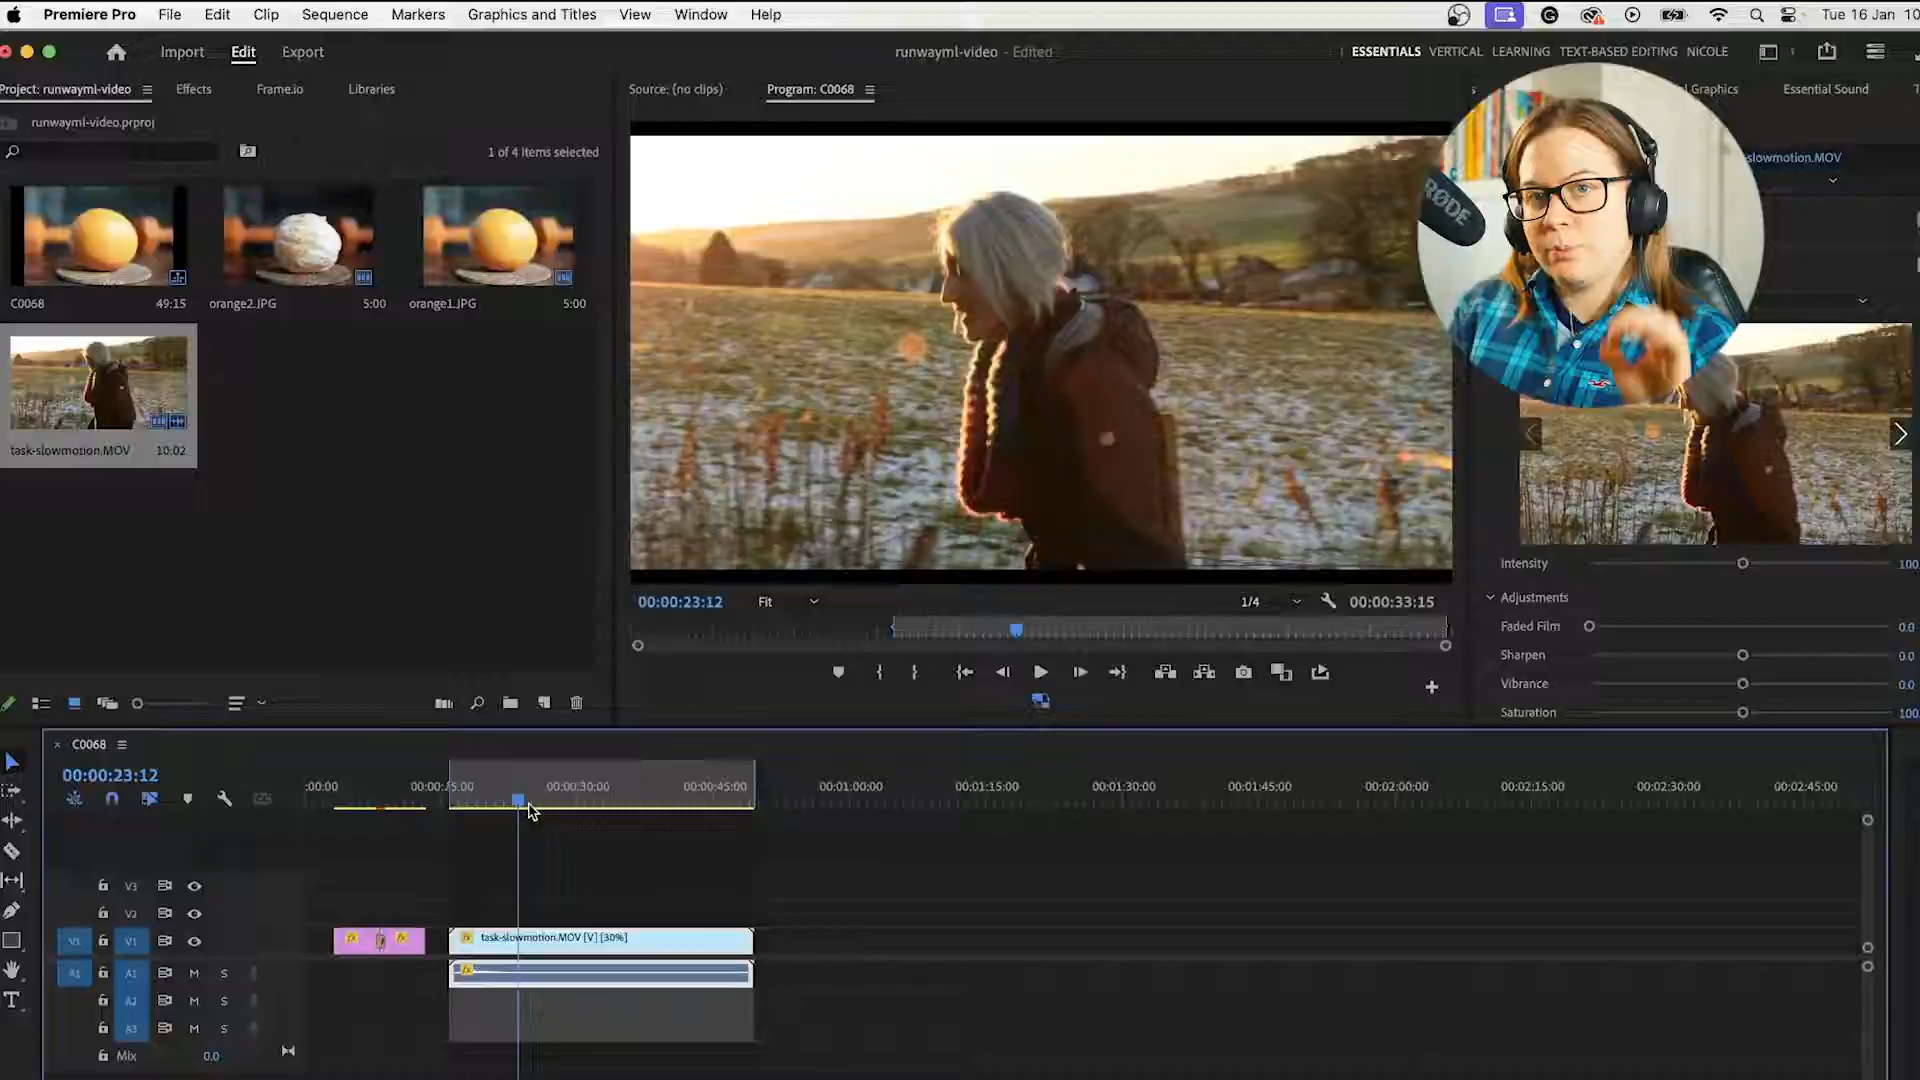 Premiere Pro File Edit Clip Sequence Markers Graphics and Titles View Window Help Tue 16 Jan 10
Import Edit Export runwayml-video - Edited ESSENTIALS VERTICAL LEARNING TEXT-BASED EDITING NICOLE
Project: runwayml-video Effects Frame.io Libraries Source: (no clips) Program: C0068 l Graphics Essential Sound
runwayml-video.prproj
1 of 4 items selected
-slowmotion.MOV
RØDE
C0068 49:15 orange2.JPG 5:00 orange1.JPG 5:00
task-slowmotion.MOV 10:02
00:00:23:12 Fit 1/4 00:00:33:15
Intensity 100.
Adjustments
Faded Film 0.0
Sharpen 0.0
Vibrance 0.0
Saturation 100.
× C0068
00:00:23:12
:00:00 00:00:15:00 00:00:30:00 00:00:45:00 00:01:00:00 00:01:15:00 00:01:30:00 00:01:45:00 00:02:00:00 00:02:15:00 00:02:30:00 00:02:45:00
V3
V2
V1 V1 fx fx fx task-slowmotion.MOV [V] [30%]
A1 A1 M S fx
A2 M S
A3 M S
Mix 0.0
T